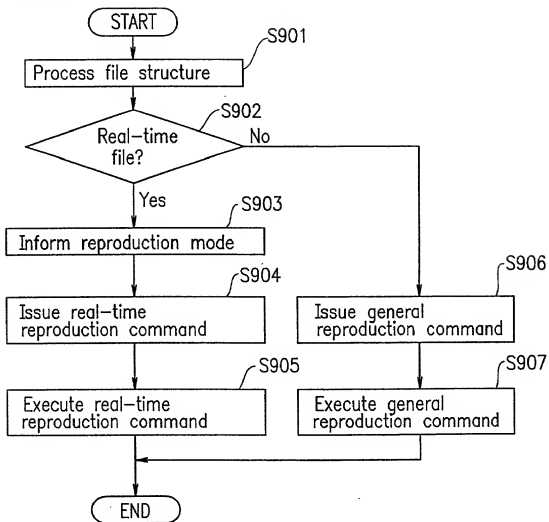 START
S901
Process file structure
S902
Real-time
file?
No
Yes
S903
Inform reproduction mode
S904
Issue real-time
reproduction command
S906
Issue general
reproduction command
S905
Execute real-time
reproduction command
S907
Execute general
reproduction command
END